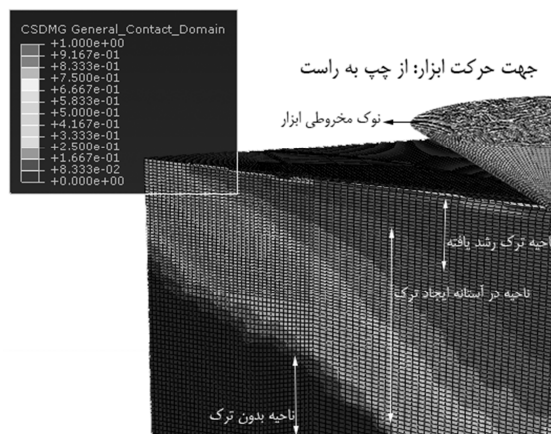 CSDMG General_Contact_Domain
+1.000e+00
+9.167e-01
+8.333e-01
+7.500e-01
+6.667e-01
+5.833e-01
+5.000e-01
+4.167e-01
+3.333e-01
+2.500e-01
+1.667e-01
+8.333e-02
+0.000e+00
جهت حرکت ابزار: از چپ به راست
نوک مخروطی ابزار
ترک رشد یافته
ناحیه در آستانه ایجاد ترک
ناحیه بدون ترک